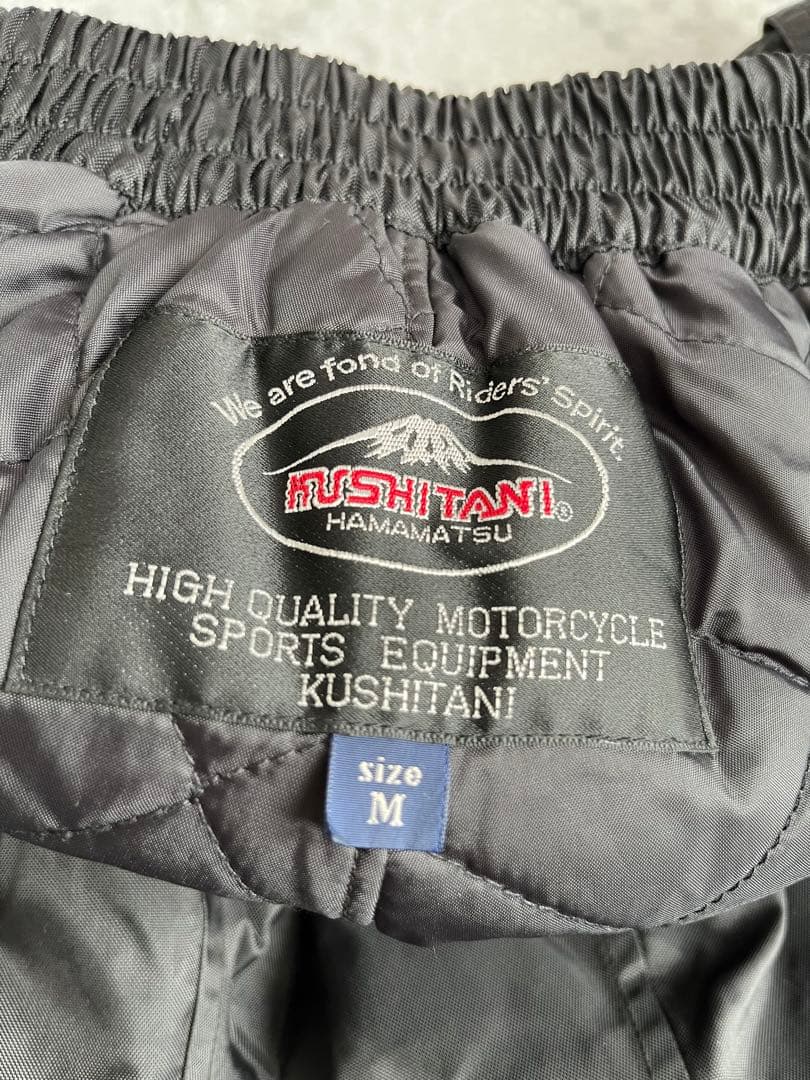 We are fond of Riders' Spirit.
KUSHITANI®
HAMAMATSU
HIGH QUALITY MOTORCYCLE
SPORTS EQUIPMENT
KUSHITANI
size
M